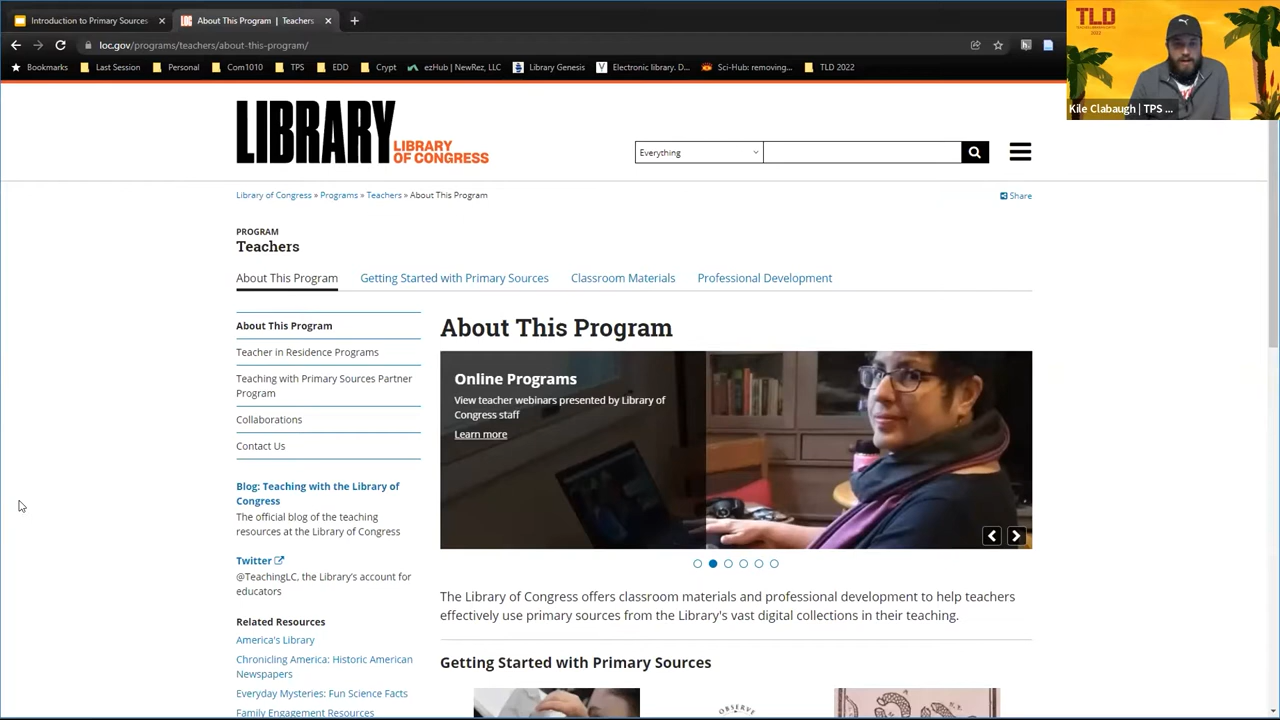 Introduction to Primary Sources
About This Program | Teachers
loc.gov/programs/teachers/about-this-program/
Bookmarks Last Session Personal Com1010 TPS EDD Crypt ezHub | NewRez, LLC Library Genesis Electronic library. D... Sci-Hub: removing... TLD 2022
TLD
2022
Kile Clabaugh | TPS ...
LIBRARY LIBRARY
OF CONGRESS
Everything
Library of Congress » Programs » Teachers » About This Program
Share
PROGRAM
Teachers
About This Program Getting Started with Primary Sources Classroom Materials Professional Development
About This Program
Teacher in Residence Programs
Teaching with Primary Sources Partner
Program
Collaborations
Contact Us
Blog: Teaching with the Library of
Congress
The official blog of the teaching
resources at the Library of Congress
Twitter
@TeachingLC, the Library's account for
educators
Related Resources
America's Library
Chronicling America: Historic American
Newspapers
Everyday Mysteries: Fun Science Facts
Family Engagement Resources
About This Program
Online Programs
View teacher webinars presented by Library of
Congress staff
Learn more
The Library of Congress offers classroom materials and professional development to help teachers
effectively use primary sources from the Library's vast digital collections in their teaching.
Getting Started with Primary Sources
OBSERVE